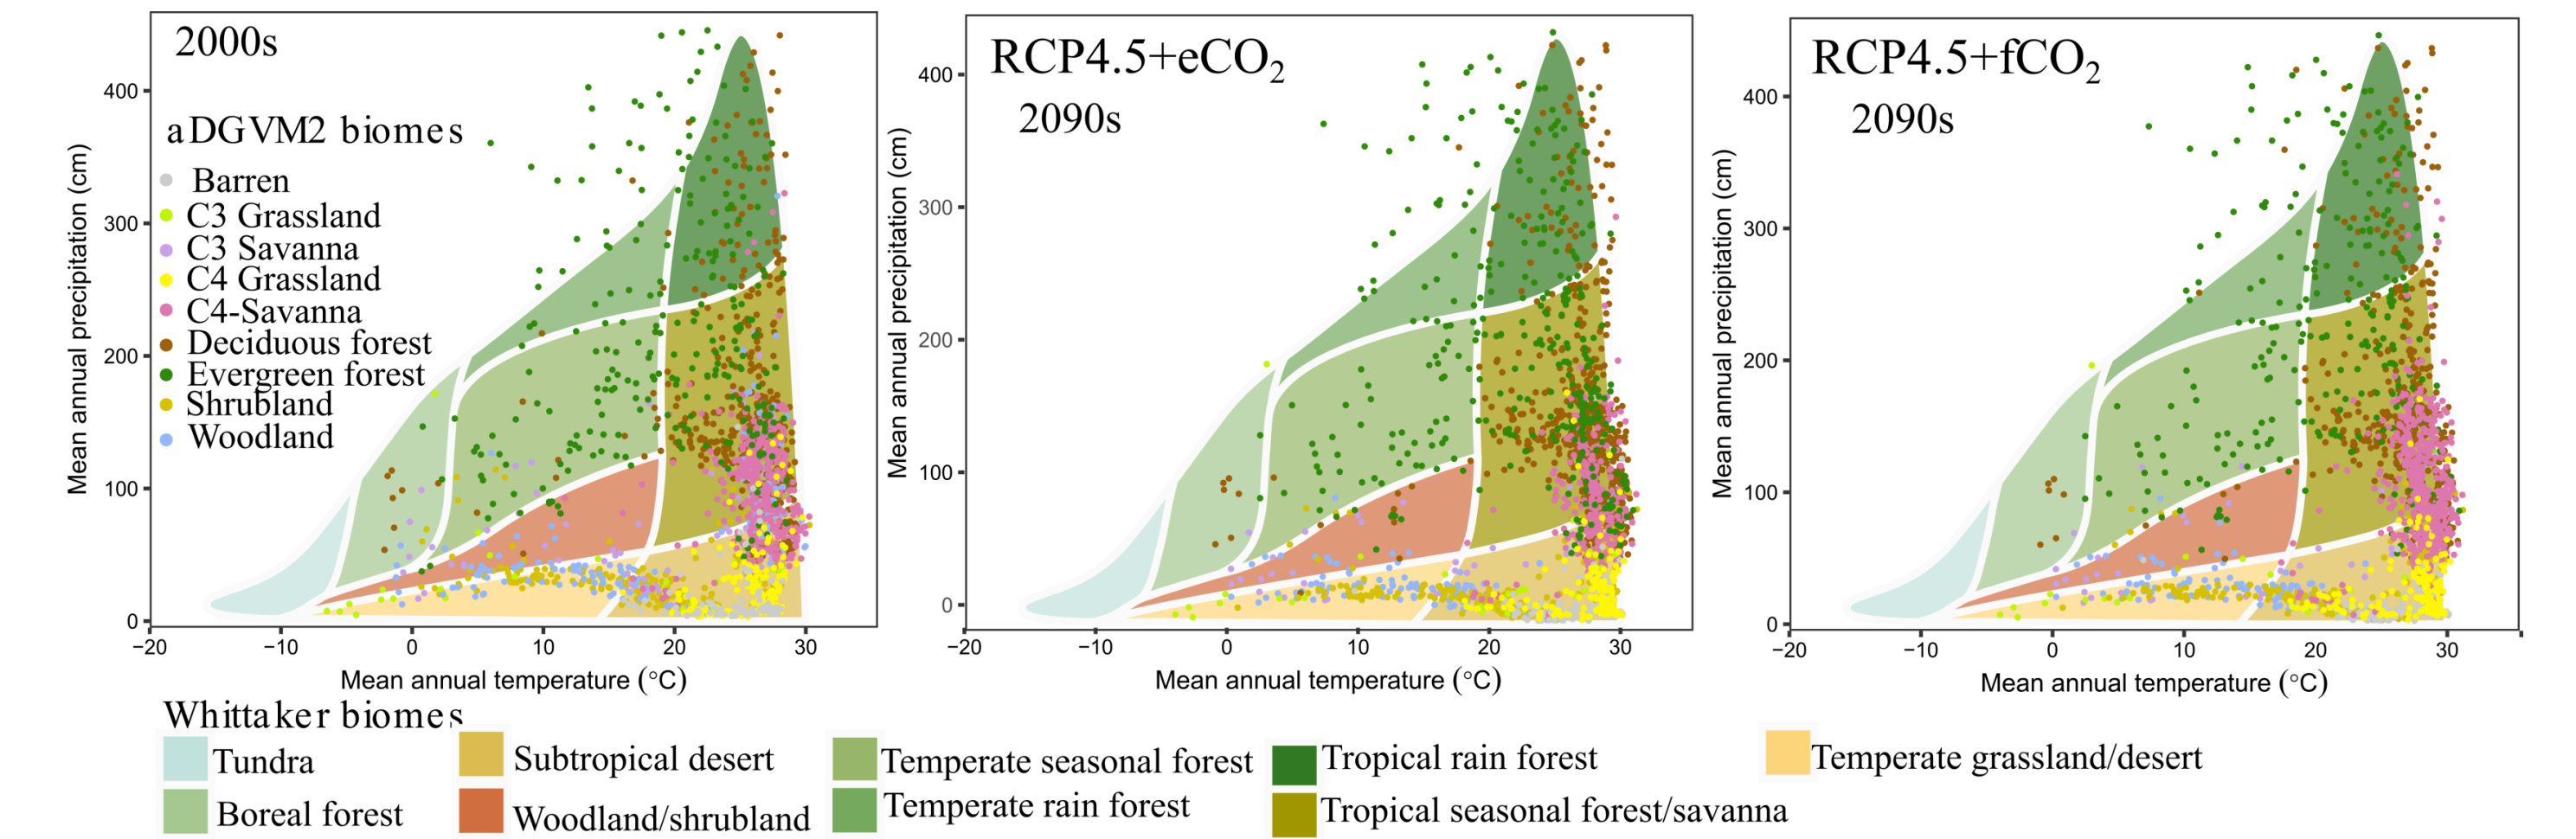 2000s
aDGVM2 biomes
Barren
C3 Grassland
C3 Savanna
C4 Grassland
C4-Savanna
Deciduous forest
Evergreen forest
Shrubland
Woodland
Mean annual precipitation (cm)
400
300
200
100
0
−20 −10 0 10 20 30
Mean annual temperature (°C)
RCP4.5+eCO₂
2090s
Mean annual precipitation (cm)
400
300
200
100
0
−20 −10 0 10 20 30
Mean annual temperature (°C)
RCP4.5+fCO₂
2090s
Mean annual precipitation (cm)
400
300
200
100
0
−20 −10 0 10 20 30
Mean annual temperature (°C)
Whittaker biomes
Tundra
Boreal forest
Subtropical desert
Woodland/shrubland
Temperate seasonal forest
Temperate rain forest
Tropical rain forest
Tropical seasonal forest/savanna
Temperate grassland/desert